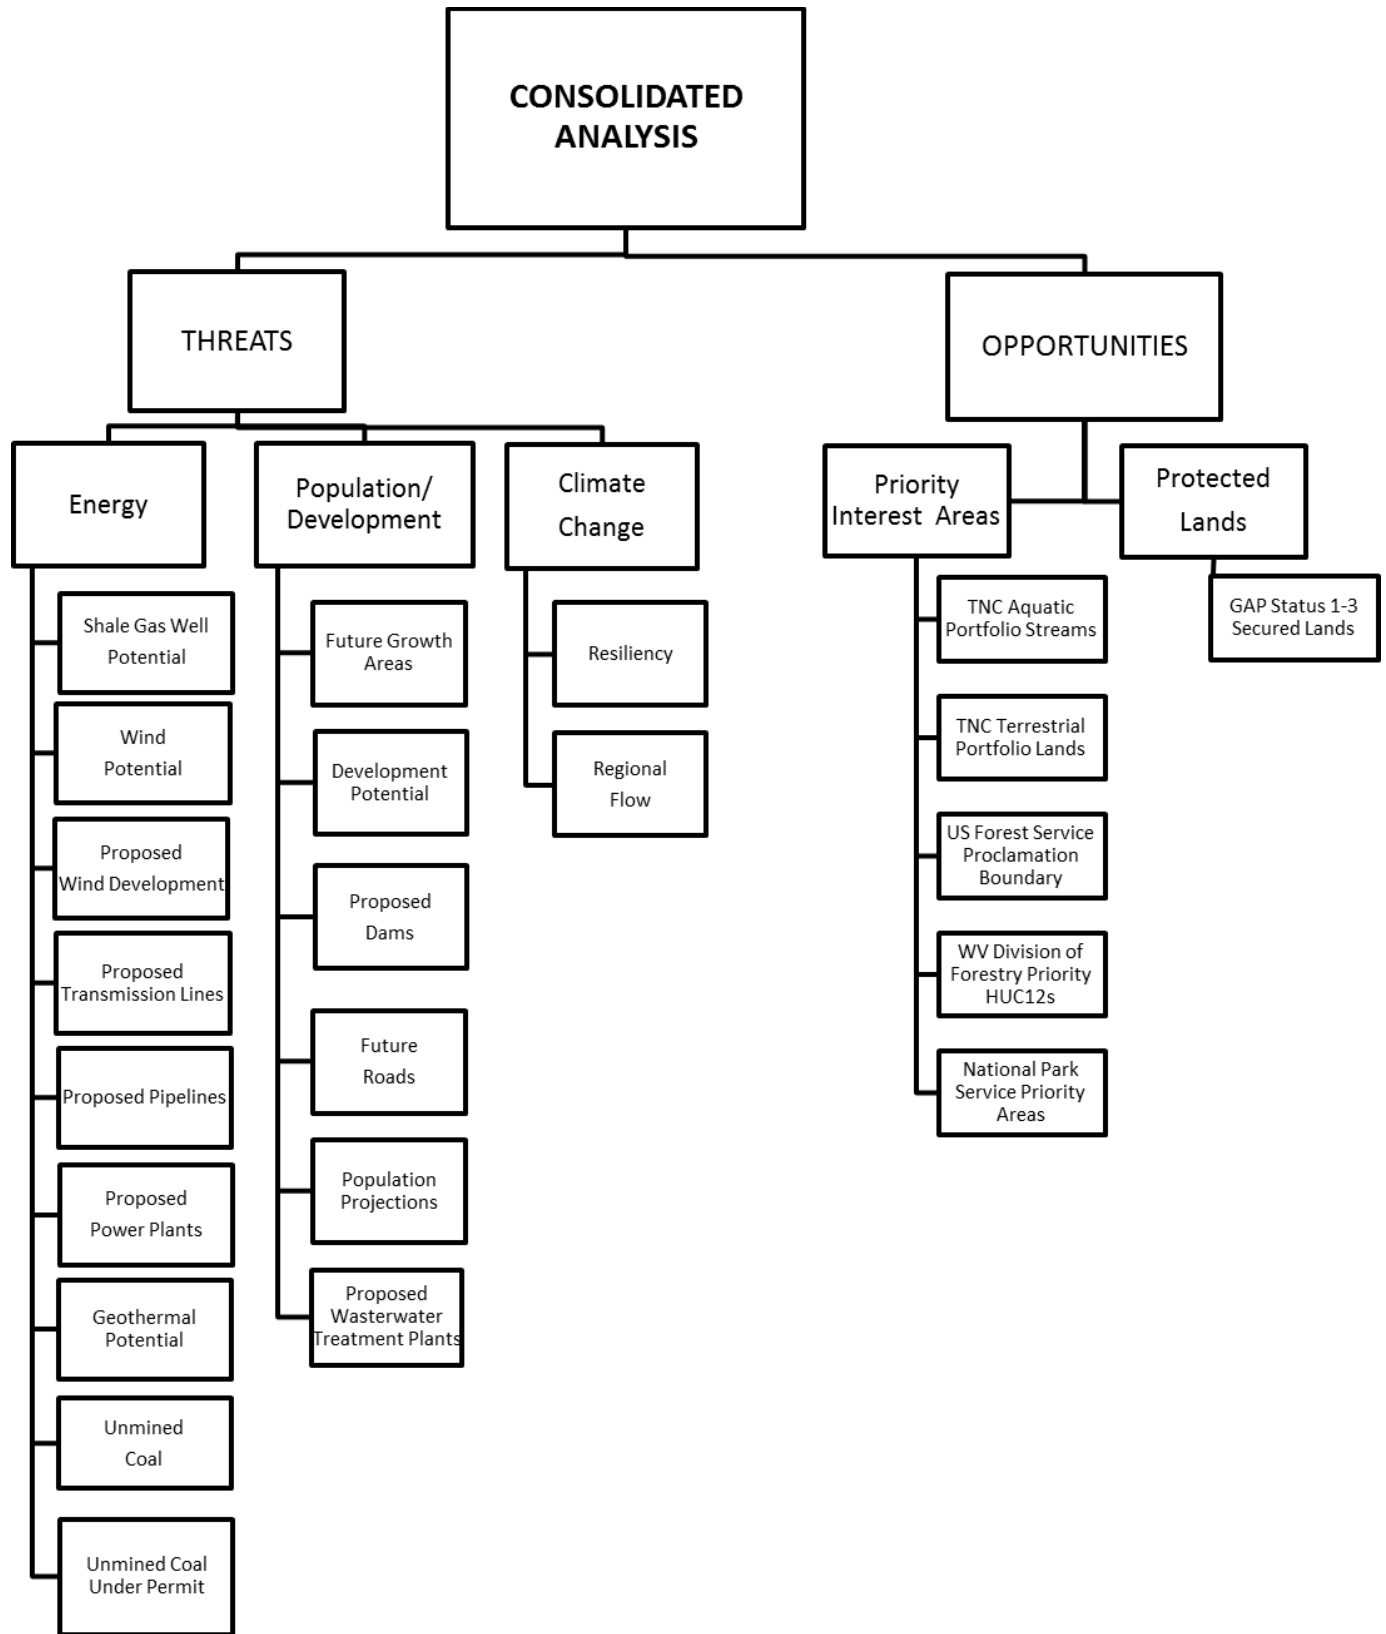 CONSOLIDATED
ANALYSIS
THREATS
OPPORTUNITIES
Energy
Population/
Development
Climate
Change
Priority
Interest Areas
Protected
Lands
Shale Gas Well
Potential
Wind
Potential
Proposed
Wind Development
Proposed
Transmission Lines
Proposed Pipelines
Proposed
Power Plants
Geothermal
Potential
Unmined
Coal
Unmined Coal
Under Permit
Future Growth
Areas
Development
Potential
Proposed
Dams
Future
Roads
Population
Projections
Proposed
Wasterwater
Treatment Plants
Resiliency
Regional
Flow
TNC Aquatic
Portfolio Streams
TNC Terrestrial
Portfolio Lands
US Forest Service
Proclamation
Boundary
WV Division of
Forestry Priority
HUC12s
National Park
Service Priority
Areas
GAP Status 1-3
Secured Lands